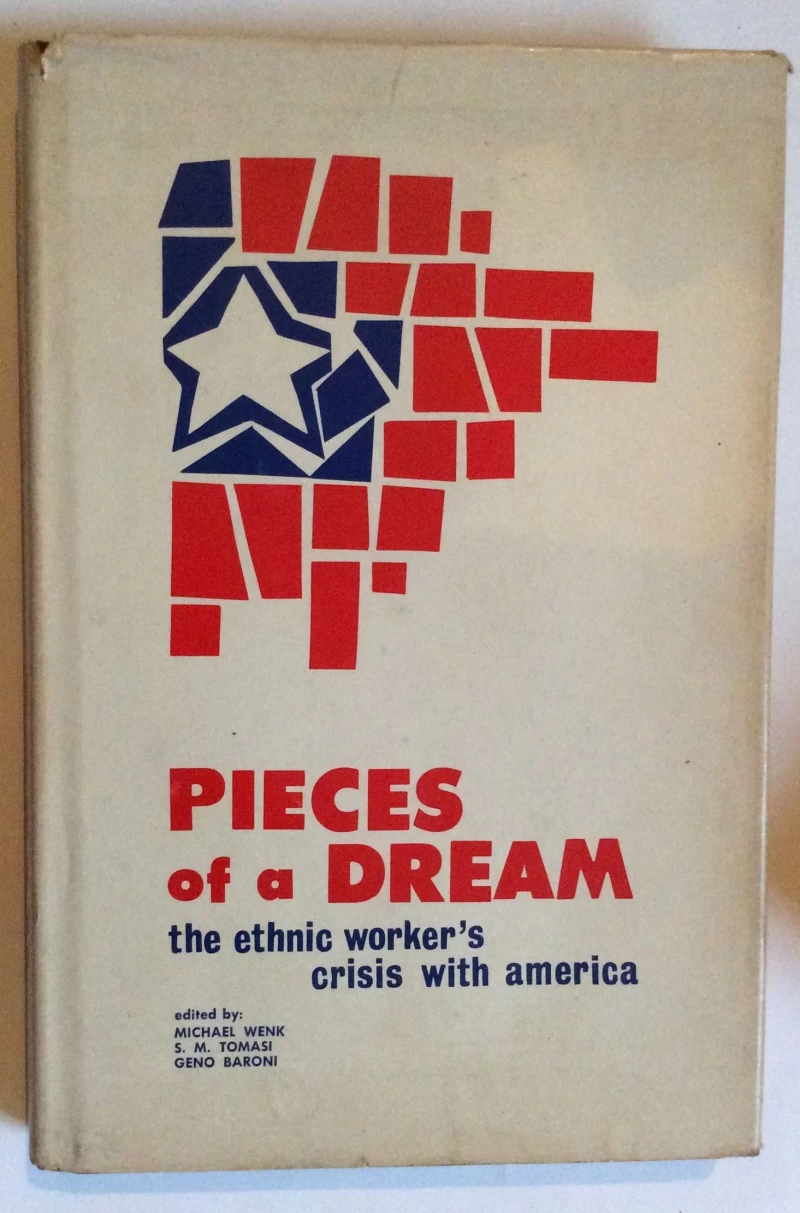 PIECES
of a DREAM
the ethnic worker's
crisis with america
edited by:
MICHAEL WENK
S. M. TOMASI
GENO BARONI